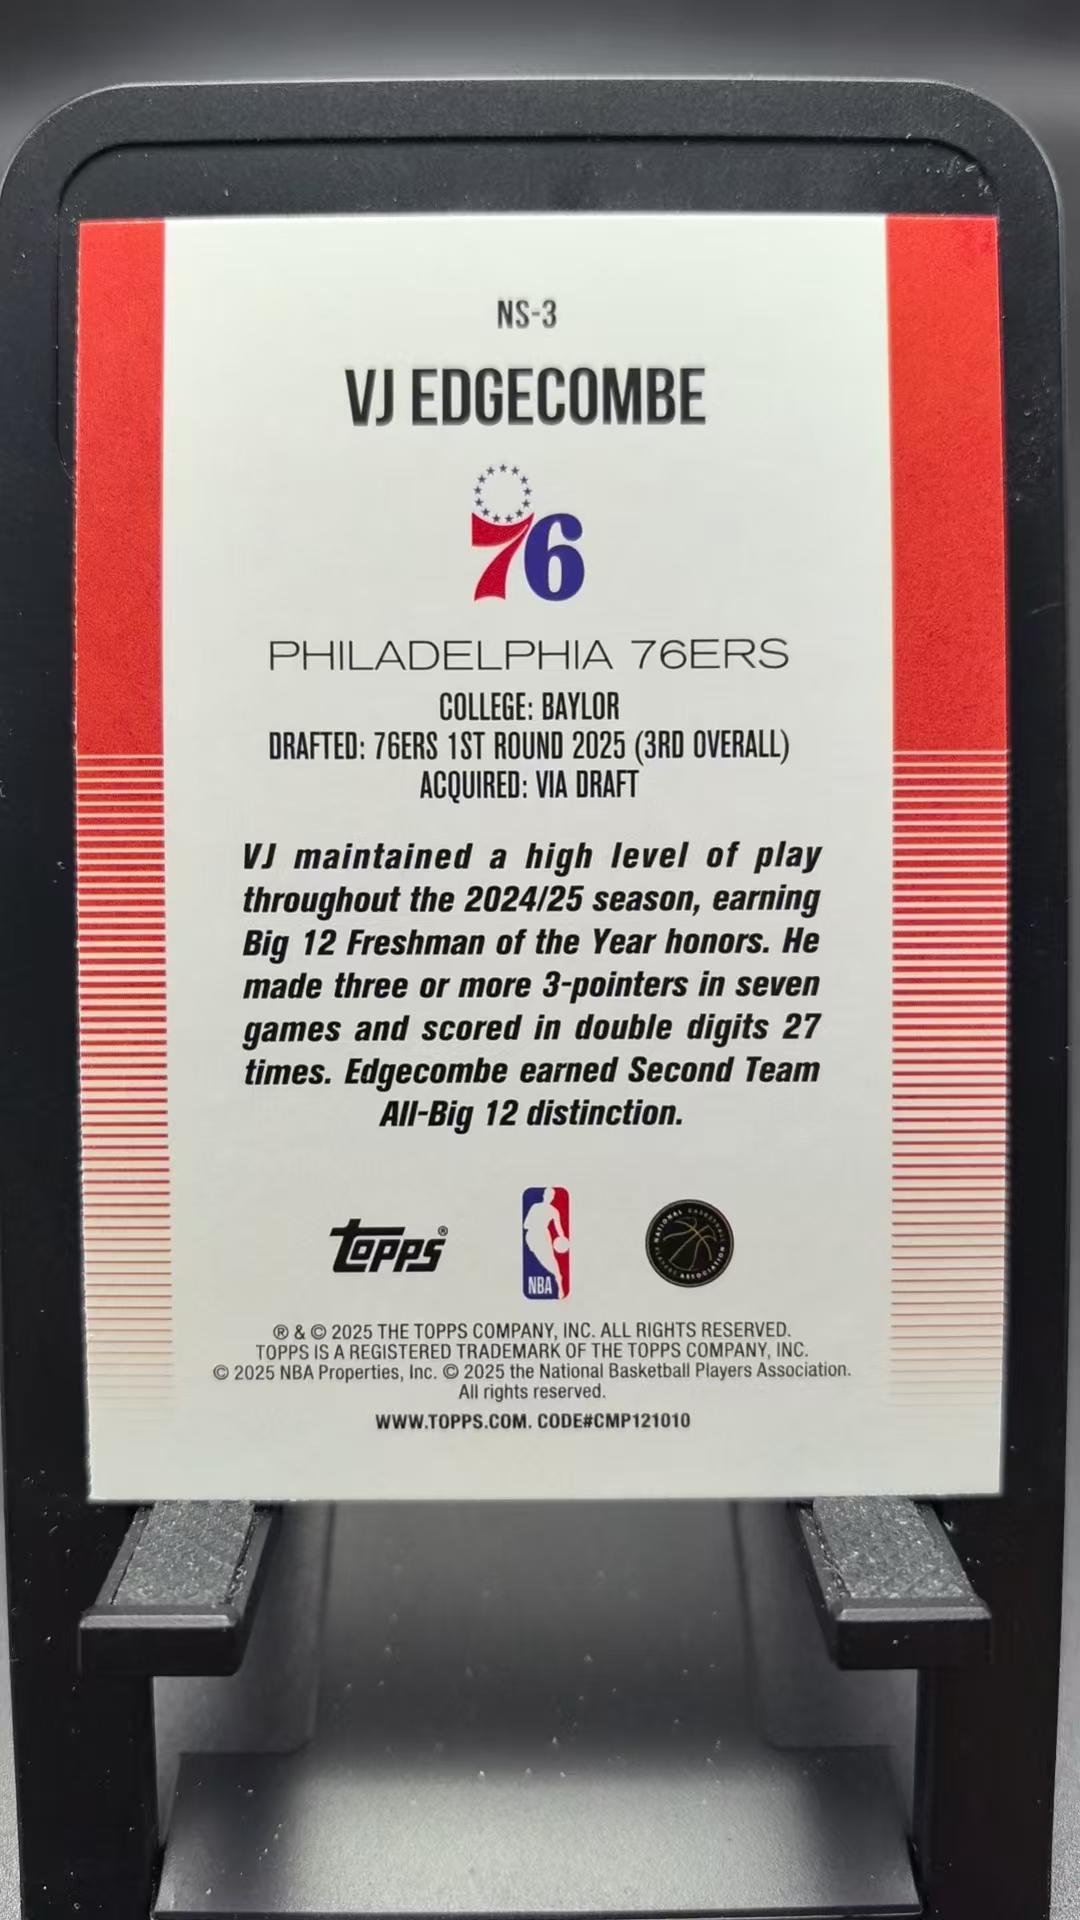 NS-3
VJ EDGECOMBE
76
PHILADELPHIA 76ERS
COLLEGE: BAYLOR
DRAFTED: 76ERS 1ST ROUND 2025 (3RD OVERALL)
ACQUIRED: VIA DRAFT
VJ maintained a high level of play
throughout the 2024/25 season, earning
Big 12 Freshman of the Year honors. He
made three or more 3-pointers in seven
games and scored in double digits 27
times. Edgecombe earned Second Team
All-Big 12 distinction.
topps®
NBA
NATIONAL BASKETBALL
PLAYERS ASSOCIATION
® & © 2025 THE TOPPS COMPANY, INC. ALL RIGHTS RESERVED.
TOPPS IS A REGISTERED TRADEMARK OF THE TOPPS COMPANY, INC.
© 2025 NBA Properties, Inc. © 2025 the National Basketball Players Association.
All rights reserved.
WWW.TOPPS.COM. CODE#CMP121010